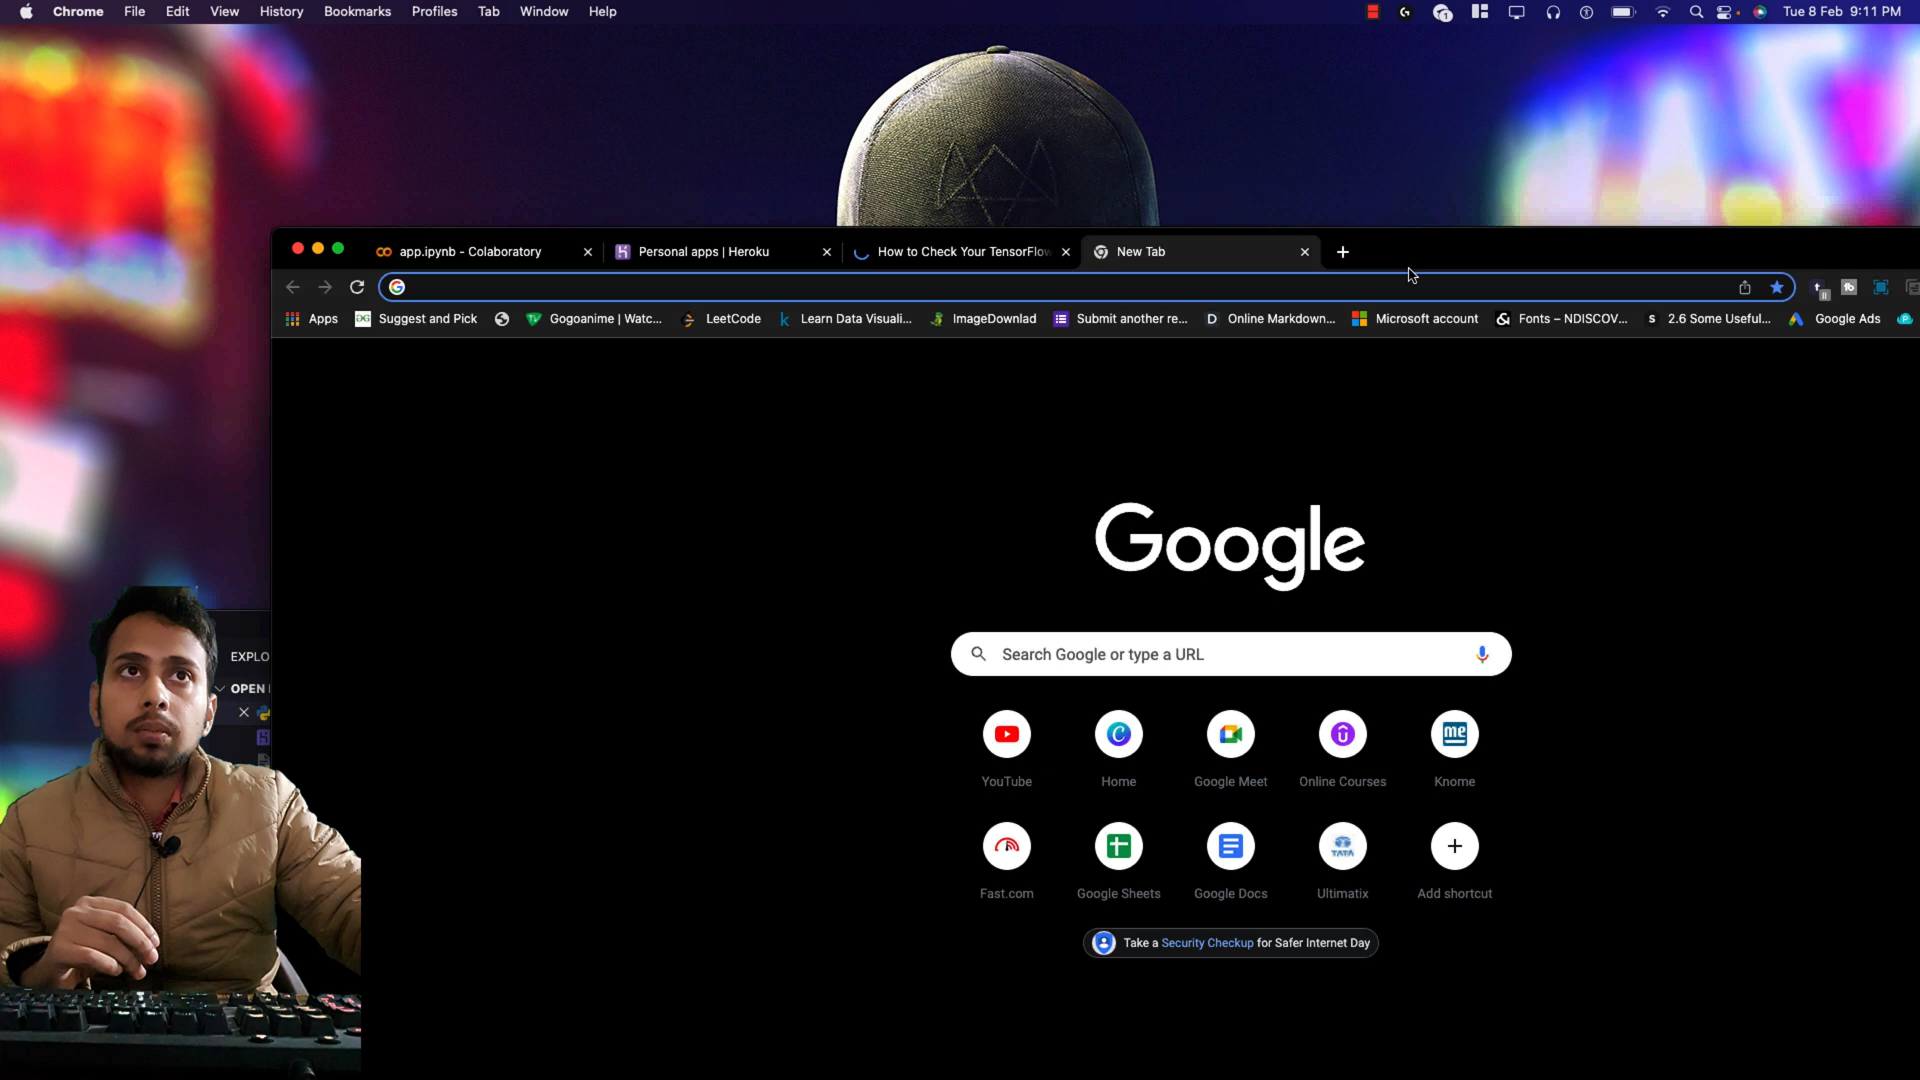 Chrome File Edit View History Bookmarks Profiles Tab Window Help Tue 8 Feb 9:11 PM
app.ipynb - Colaboratory Personal apps | Heroku How to Check Your TensorFlow New Tab
Apps Suggest and Pick Gogoanime | Watc... LeetCode Learn Data Visuali... ImageDownlad Submit another re... Online Markdown... Microsoft account Fonts – NDISCOV... 2.6 Some Useful... Google Ads
Google
Search Google or type a URL
me
YouTube Home Google Meet Online Courses Knome
TATA
Fast.com Google Sheets Google Docs Ultimatix Add shortcut
Take a Security Checkup for Safer Internet Day
EXPLO
OPEN